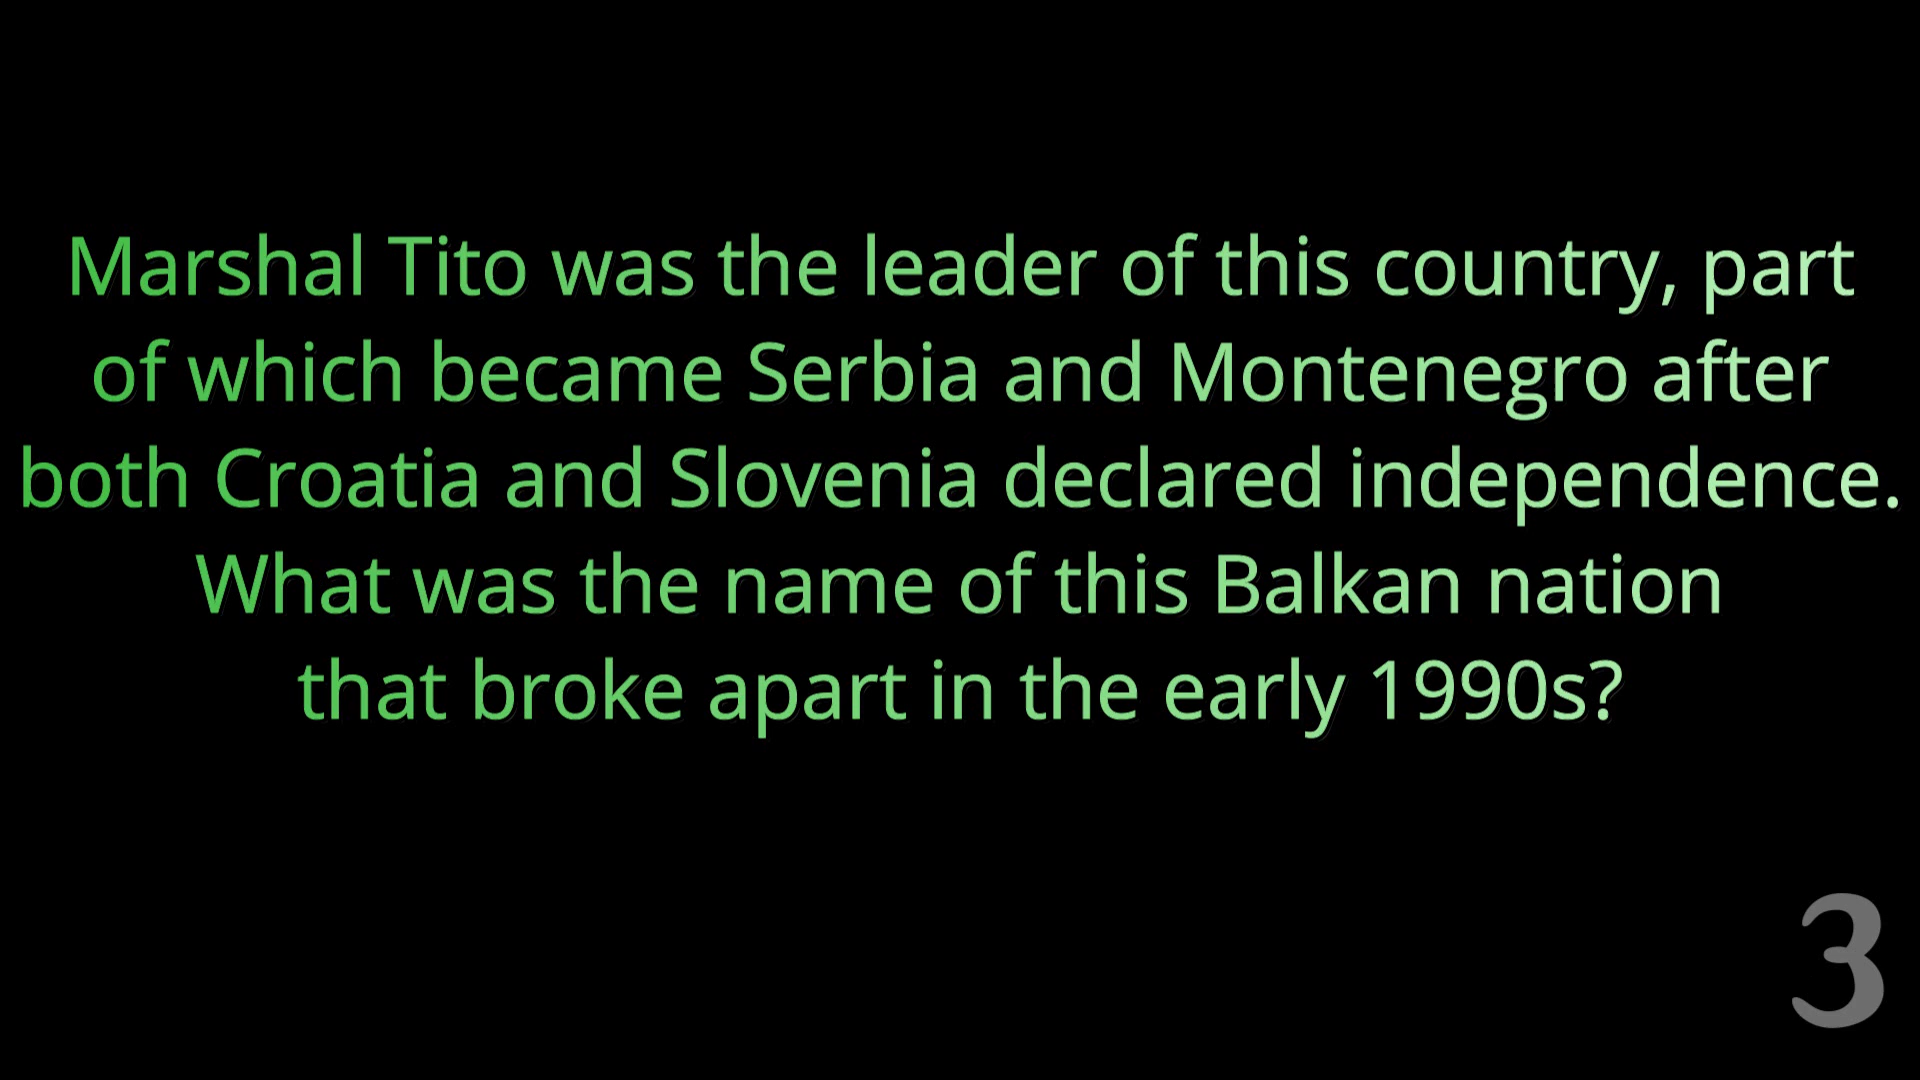 Marshal Tito was the leader of this country, part
of which became Serbia and Montenegro after
both Croatia and Slovenia declared independence.
What was the name of this Balkan nation
that broke apart in the early 1990s?
3